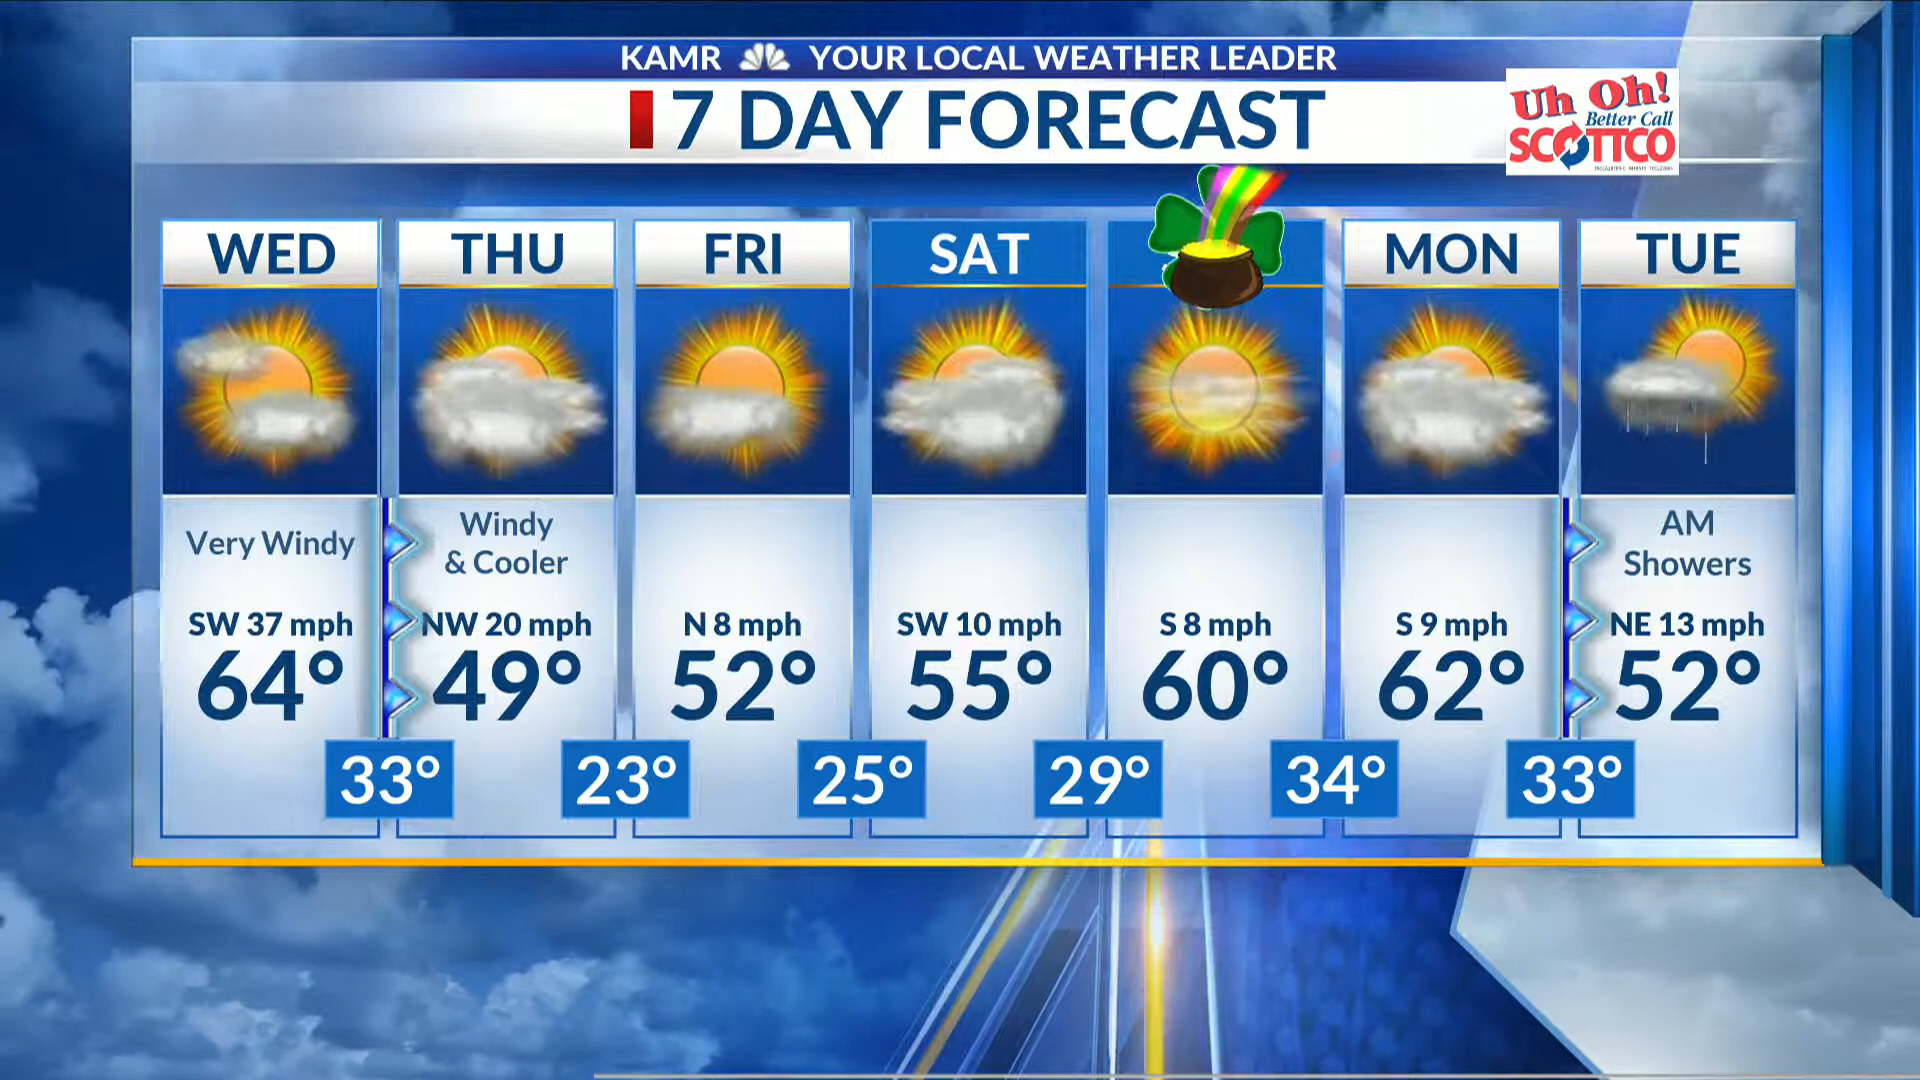 KAMR YOUR LOCAL WEATHER LEADER
7 DAY FORECAST
Uh Oh!
Better Call
SCOTTCO
WED
THU
FRI
SAT
MON
TUE
Very Windy
Windy
& Cooler
AM
Showers
SW 37 mph
NW 20 mph
N 8 mph
SW 10 mph
S 8 mph
S 9 mph
NE 13 mph
64°
49°
52°
55°
60°
62°
52°
33°
23°
25°
29°
34°
33°